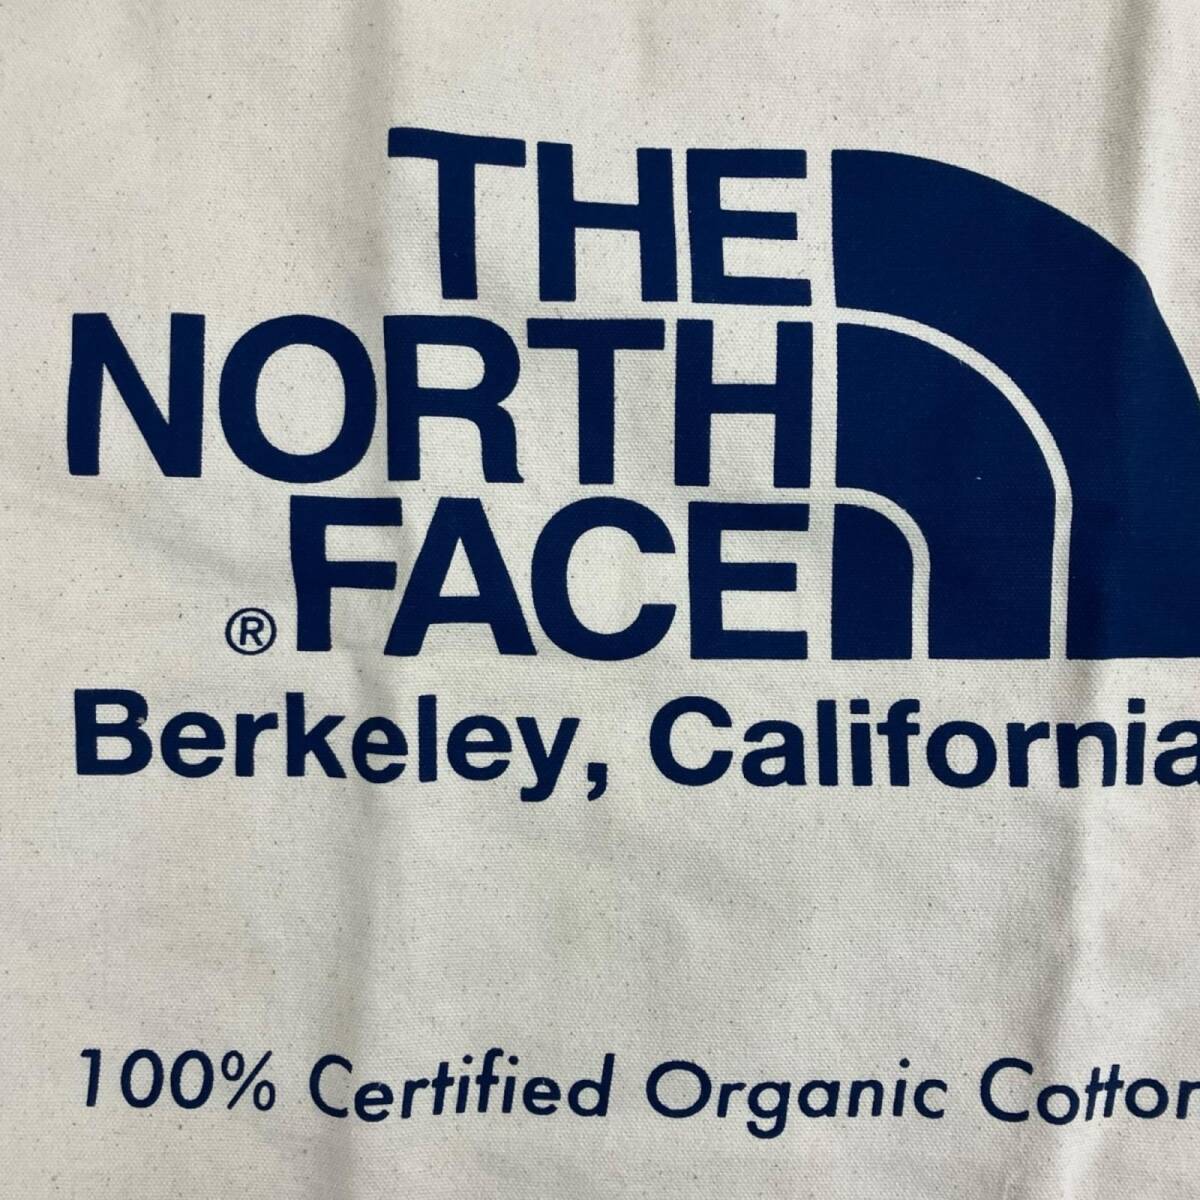 THE
NORTH
® FACE
Berkeley, California
100% Certified Organic Cotton